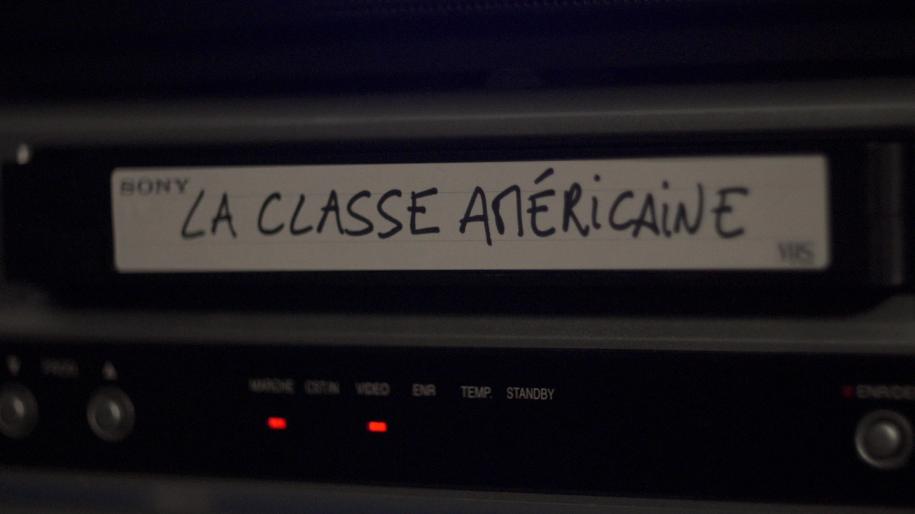 SONY
LA CLASSE AMÉRICAINE
VHS
MARCHE CST.IN VIDEO ENR TEMP. STANDBY